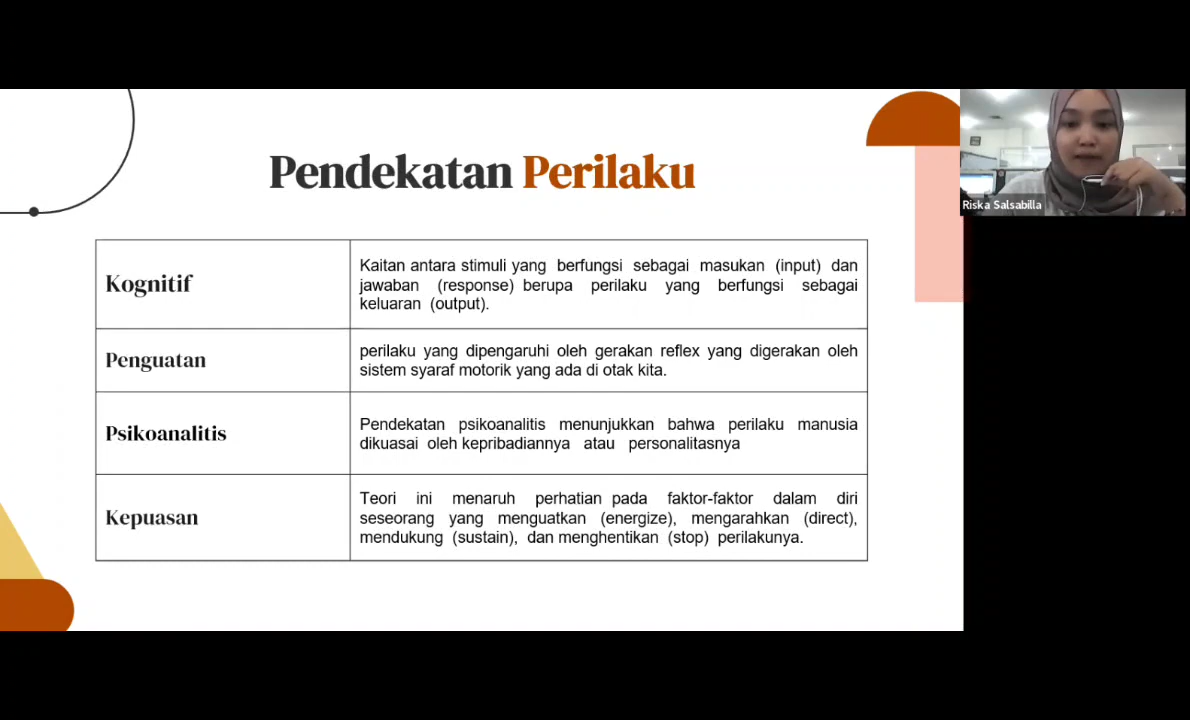 Pendekatan Perilaku
Riska Salsabilla
Kognitif
Kaitan antara stimuli yang berfungsi sebagai masukan (input) dan
jawaban (response) berupa perilaku yang berfungsi sebagai
keluaran (output).
Penguatan
perilaku yang dipengaruhi oleh gerakan reflex yang digerakan oleh
sistem syaraf motorik yang ada di otak kita.
Psikoanalitis
Pendekatan psikoanalitis menunjukkan bahwa perilaku manusia
dikuasai oleh kepribadiannya atau personalitasnya
Kepuasan
Teori ini menaruh perhatian pada faktor-faktor dalam diri
seseorang yang menguatkan (energize), mengarahkan (direct),
mendukung (sustain), dan menghentikan (stop) perilakunya.